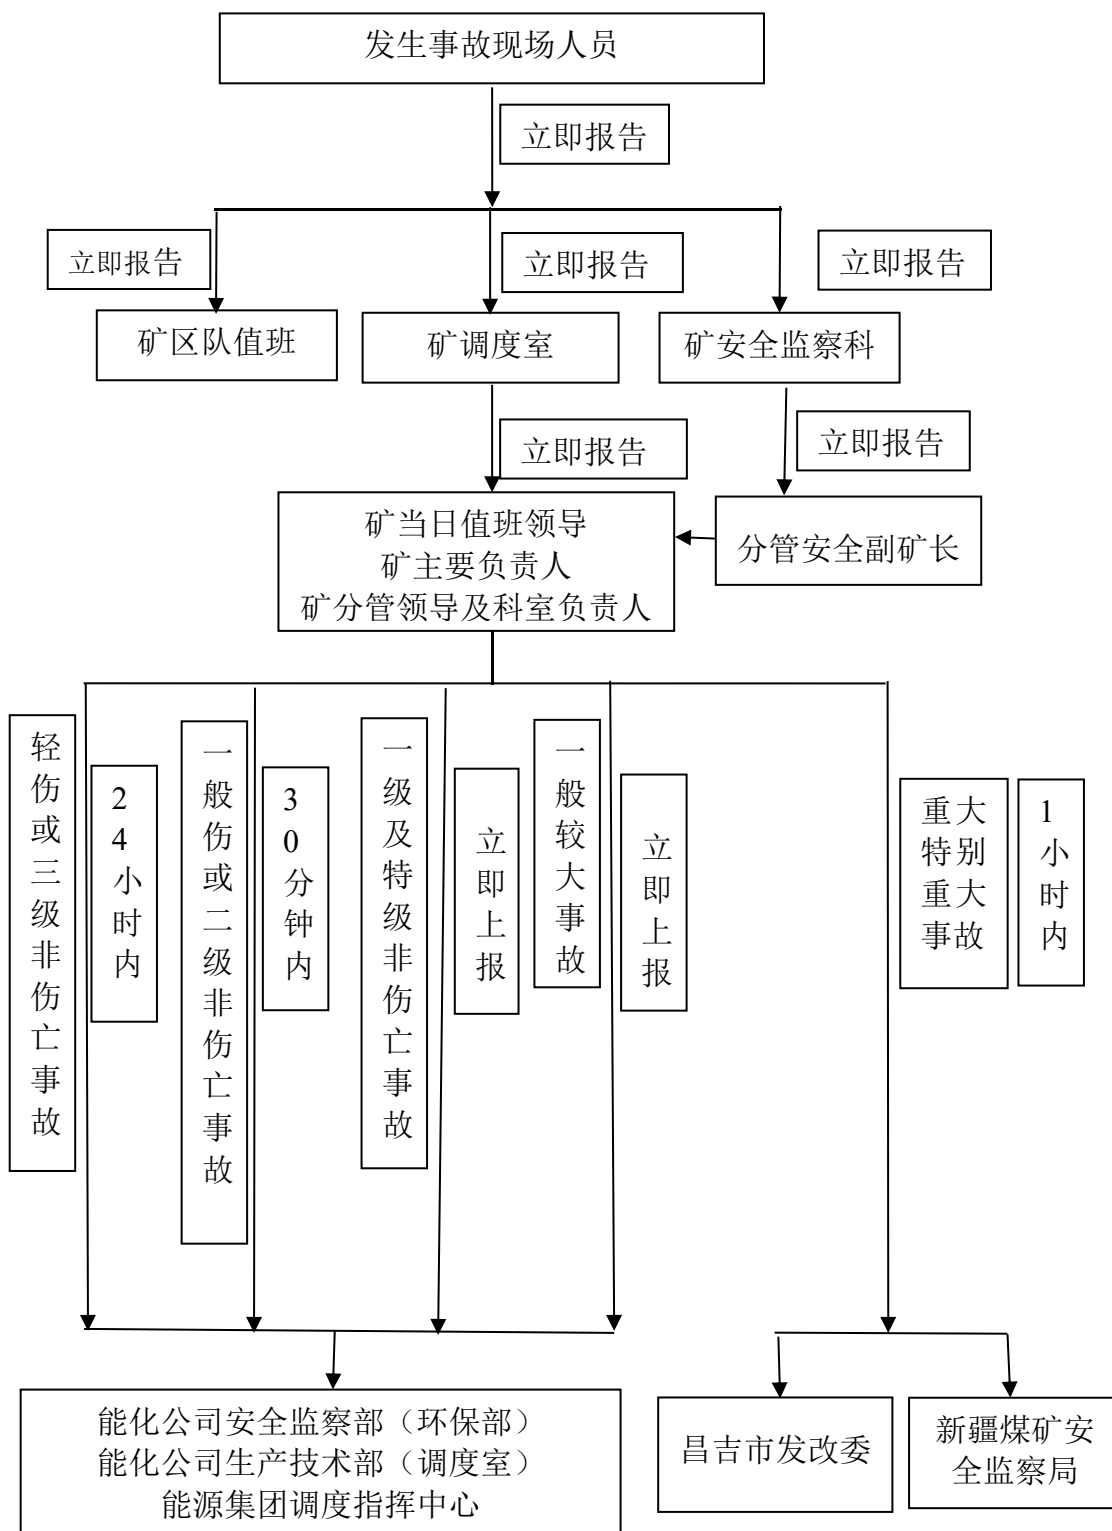 发生事故现场人员
立即报告
立即报告
立即报告
立即报告
矿区队值班
矿调度室
矿安全监察科
立即报告
立即报告
矿当日值班领导
矿主要负责人
矿分管领导及科室负责人
分管安全副矿长
轻伤或三级非伤亡事故
24小时内
一般伤或二级非伤亡事故
30分钟内
一级及特级非伤亡事故
立即上报
一般较大事故
立即上报
重大
特别
重大
事故
1小时内
能化公司安全监察部（环保部）
能化公司生产技术部（调度室）
能源集团调度指挥中心
昌吉市发改委
新疆煤矿安
全监察局